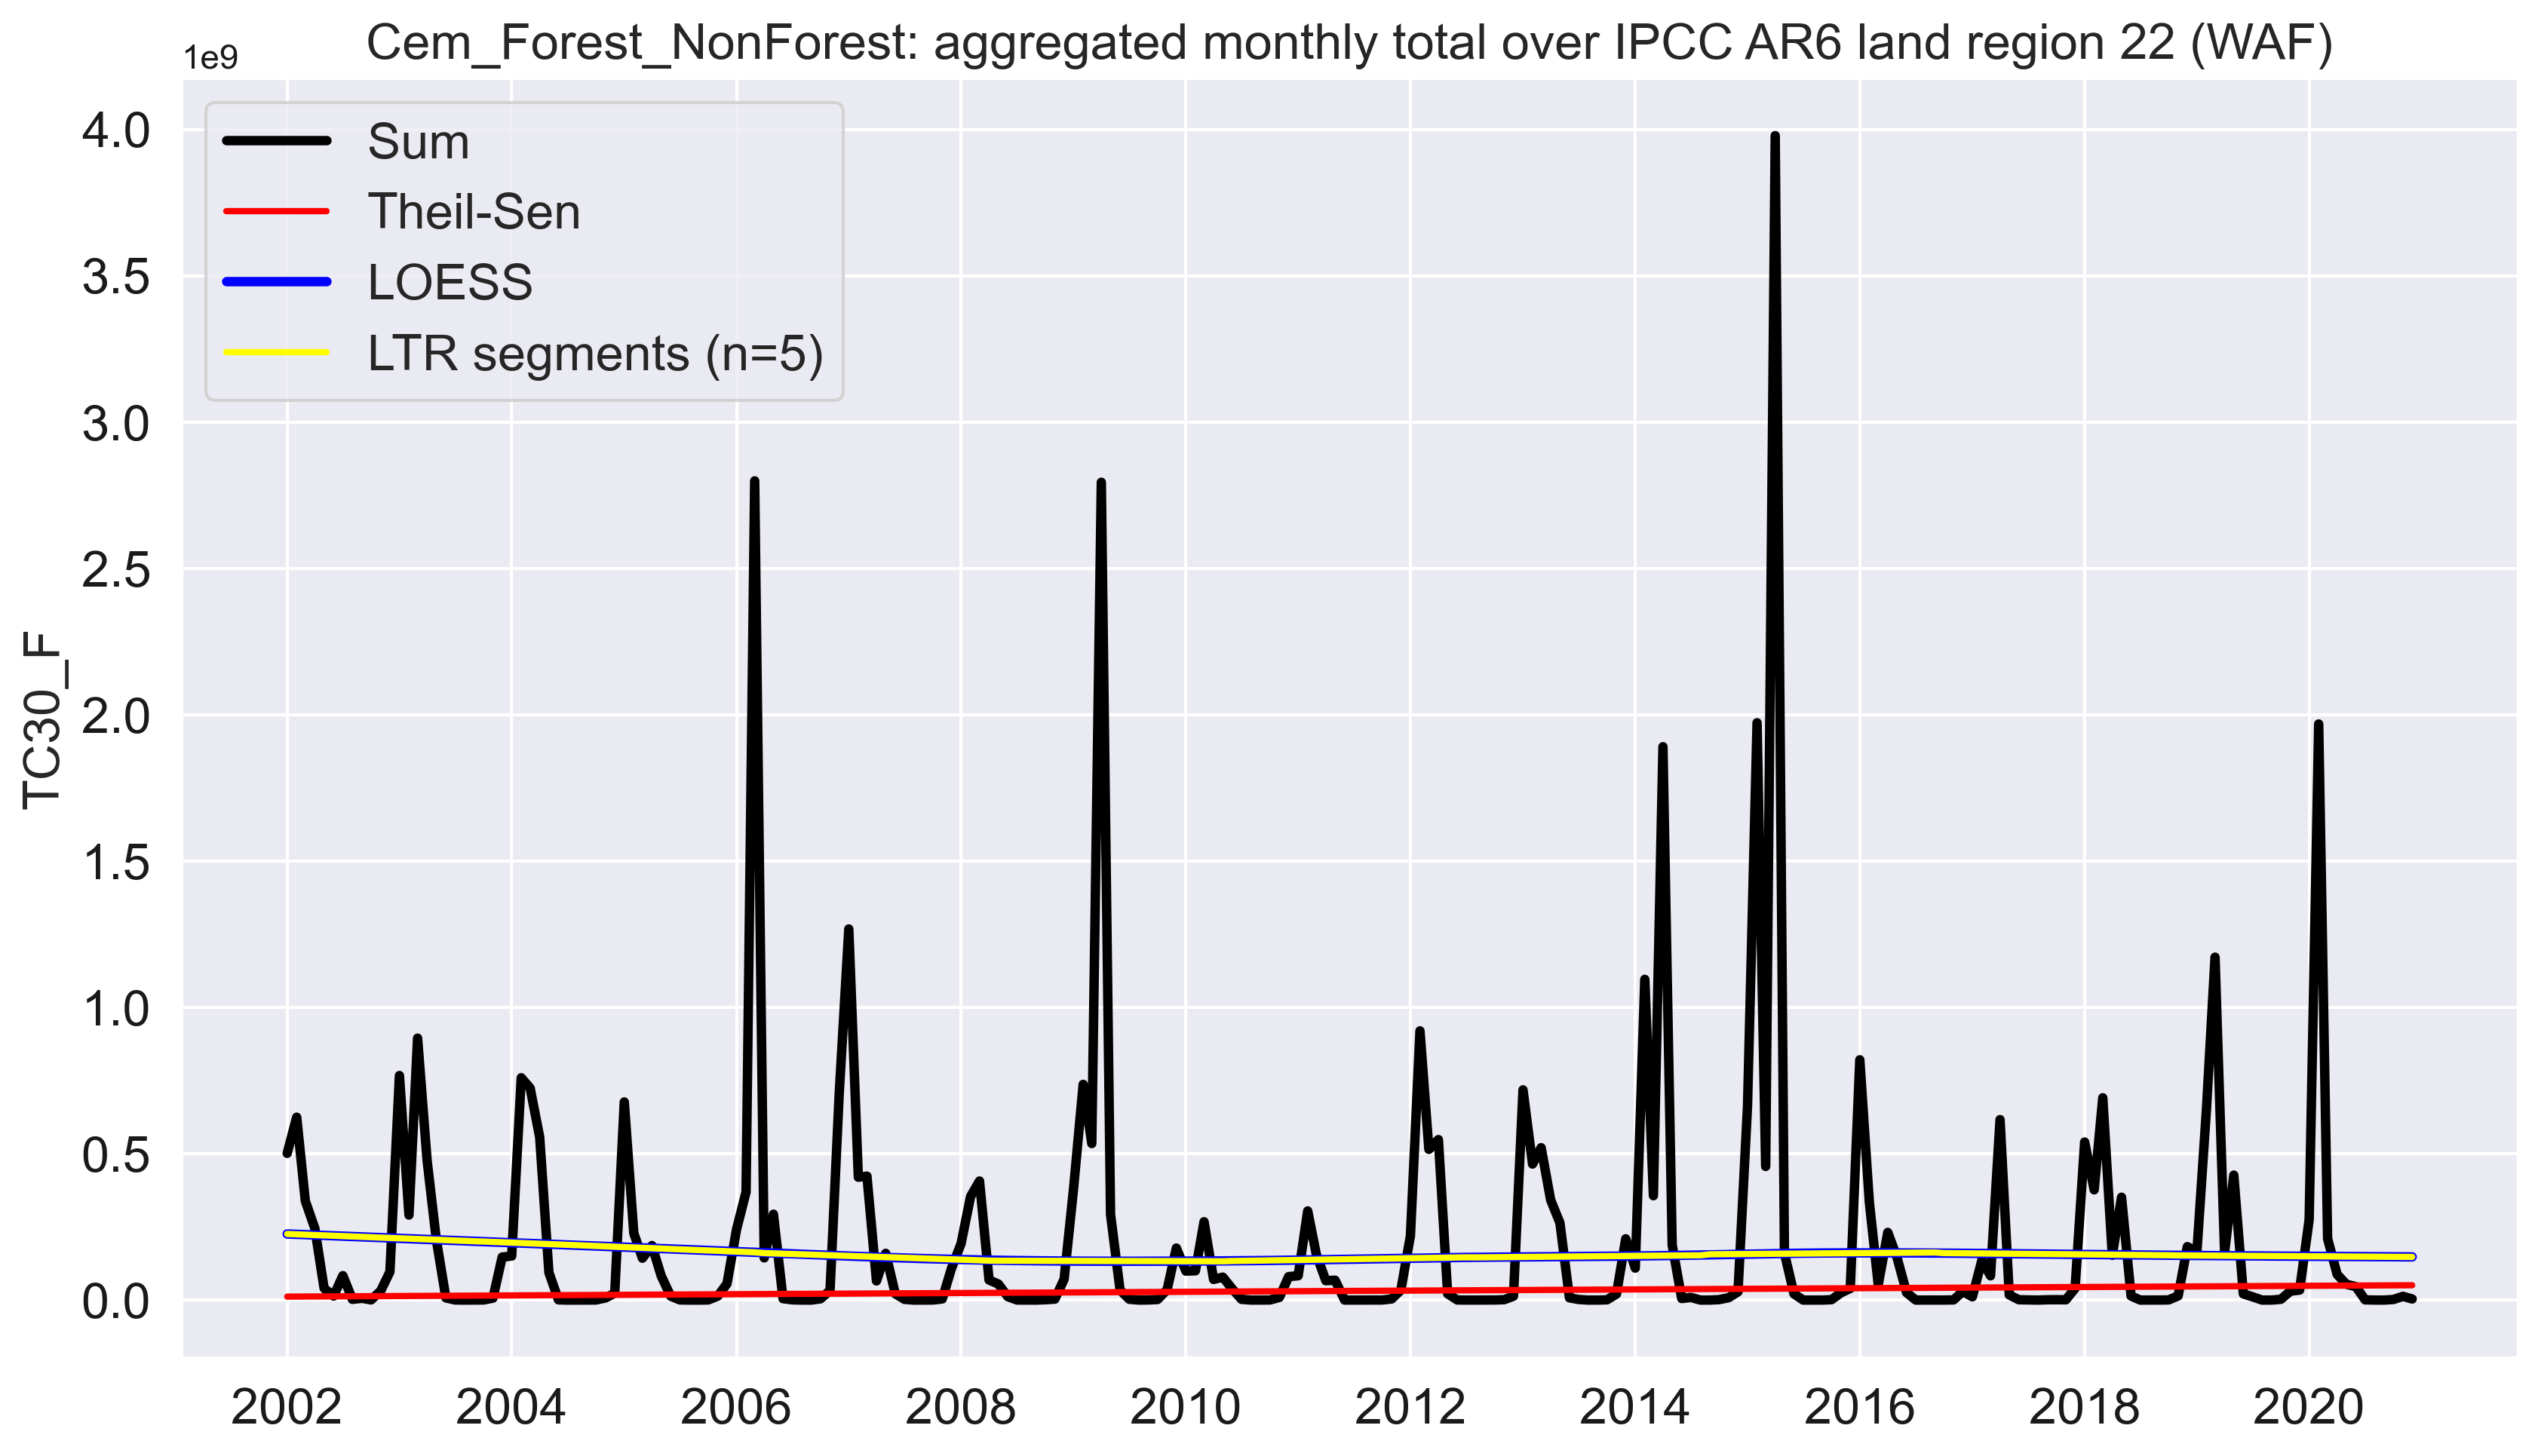 Cem_Forest_NonForest: aggregated monthly total over IPCC AR6 land region 22 (WAF)
1e9
Sum
Theil-Sen
LOESS
LTR segments (n=5)
4.0
3.5
3.0
2.5
2.0
1.5
1.0
0.5
0.0
TC30_F
2002 2004 2006 2008 2010 2012 2014 2016 2018 2020